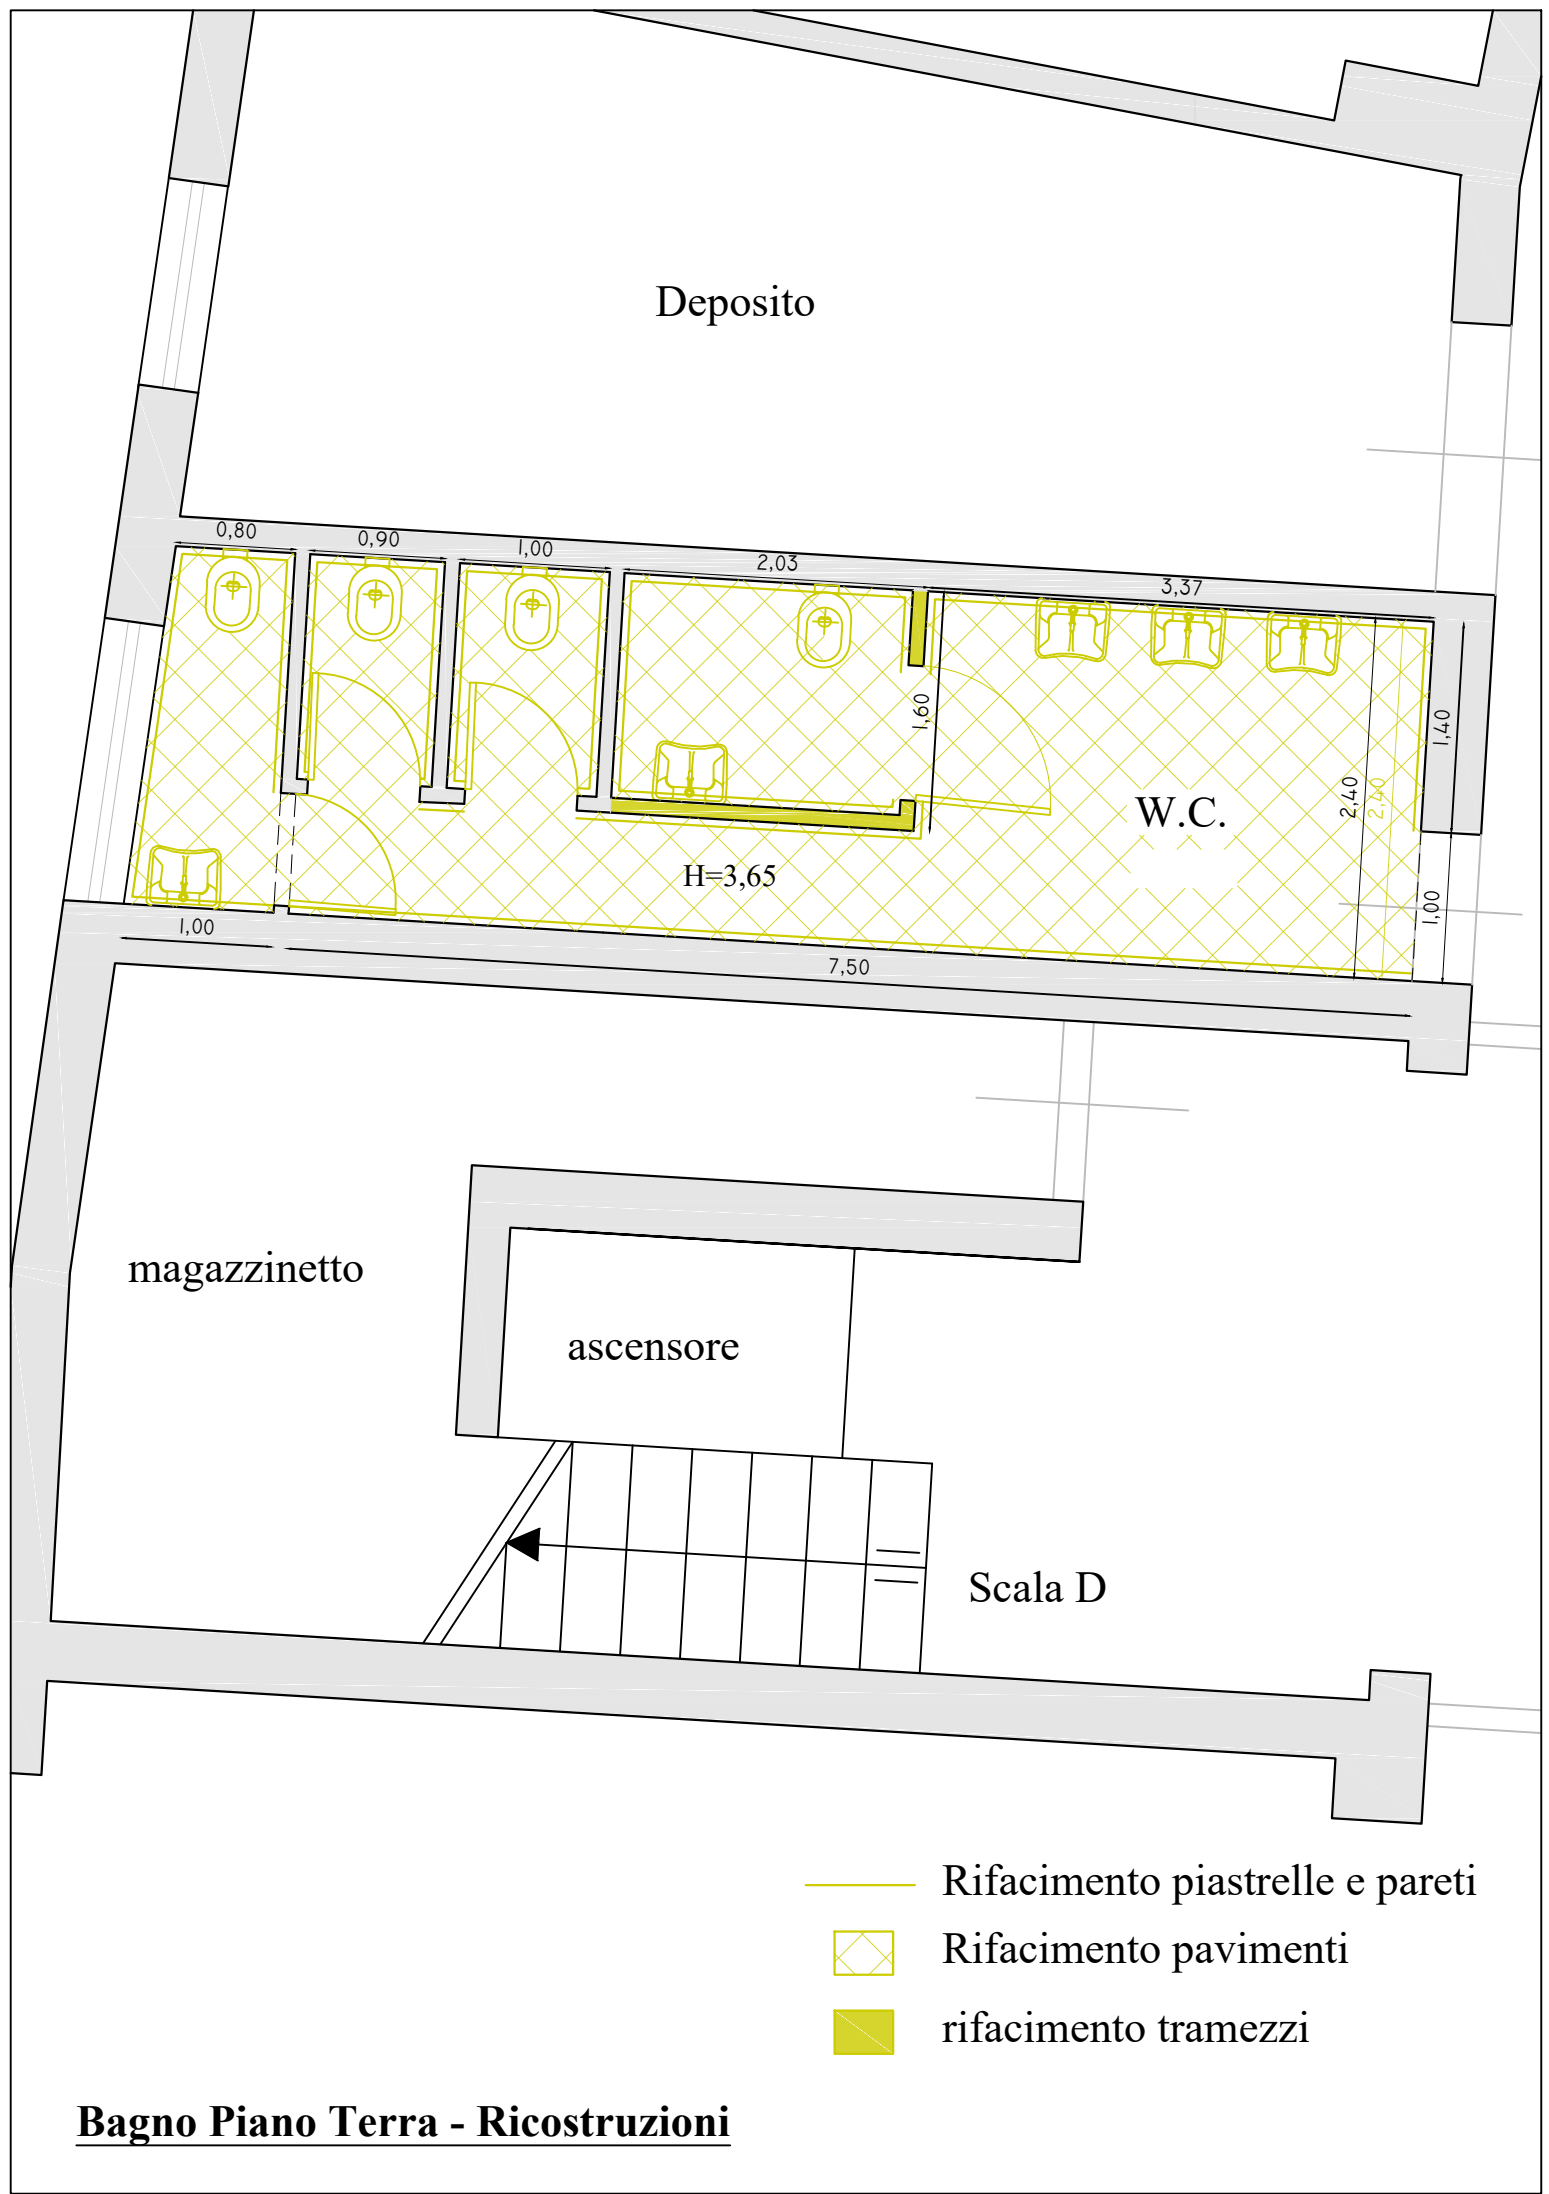 Deposito
0,80
0,90
1,00
2,03
3,37
1,60
1,40
2,40
2,40
W.C.
H=3,65
1,00
1,00
7,50
magazzinetto
ascensore
Scala D
Rifacimento piastrelle e pareti
Rifacimento pavimenti
rifacimento tramezzi
Bagno Piano Terra - Ricostruzioni